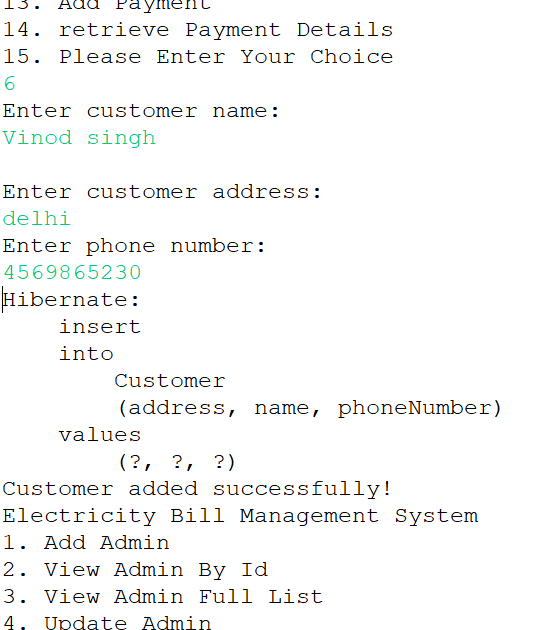 13. Add Payment
14. retrieve Payment Details
15. Please Enter Your Choice
6
Enter customer name:
Vinod singh
Enter customer address:
delhi
Enter phone number:
4569865230
Hibernate:
insert
into
Customer
(address, name, phoneNumber)
values
(?, ?, ?)
Customer added successfully!
Electricity Bill Management System
1. Add Admin
2. View Admin By Id
3. View Admin Full List
4. Update Admin